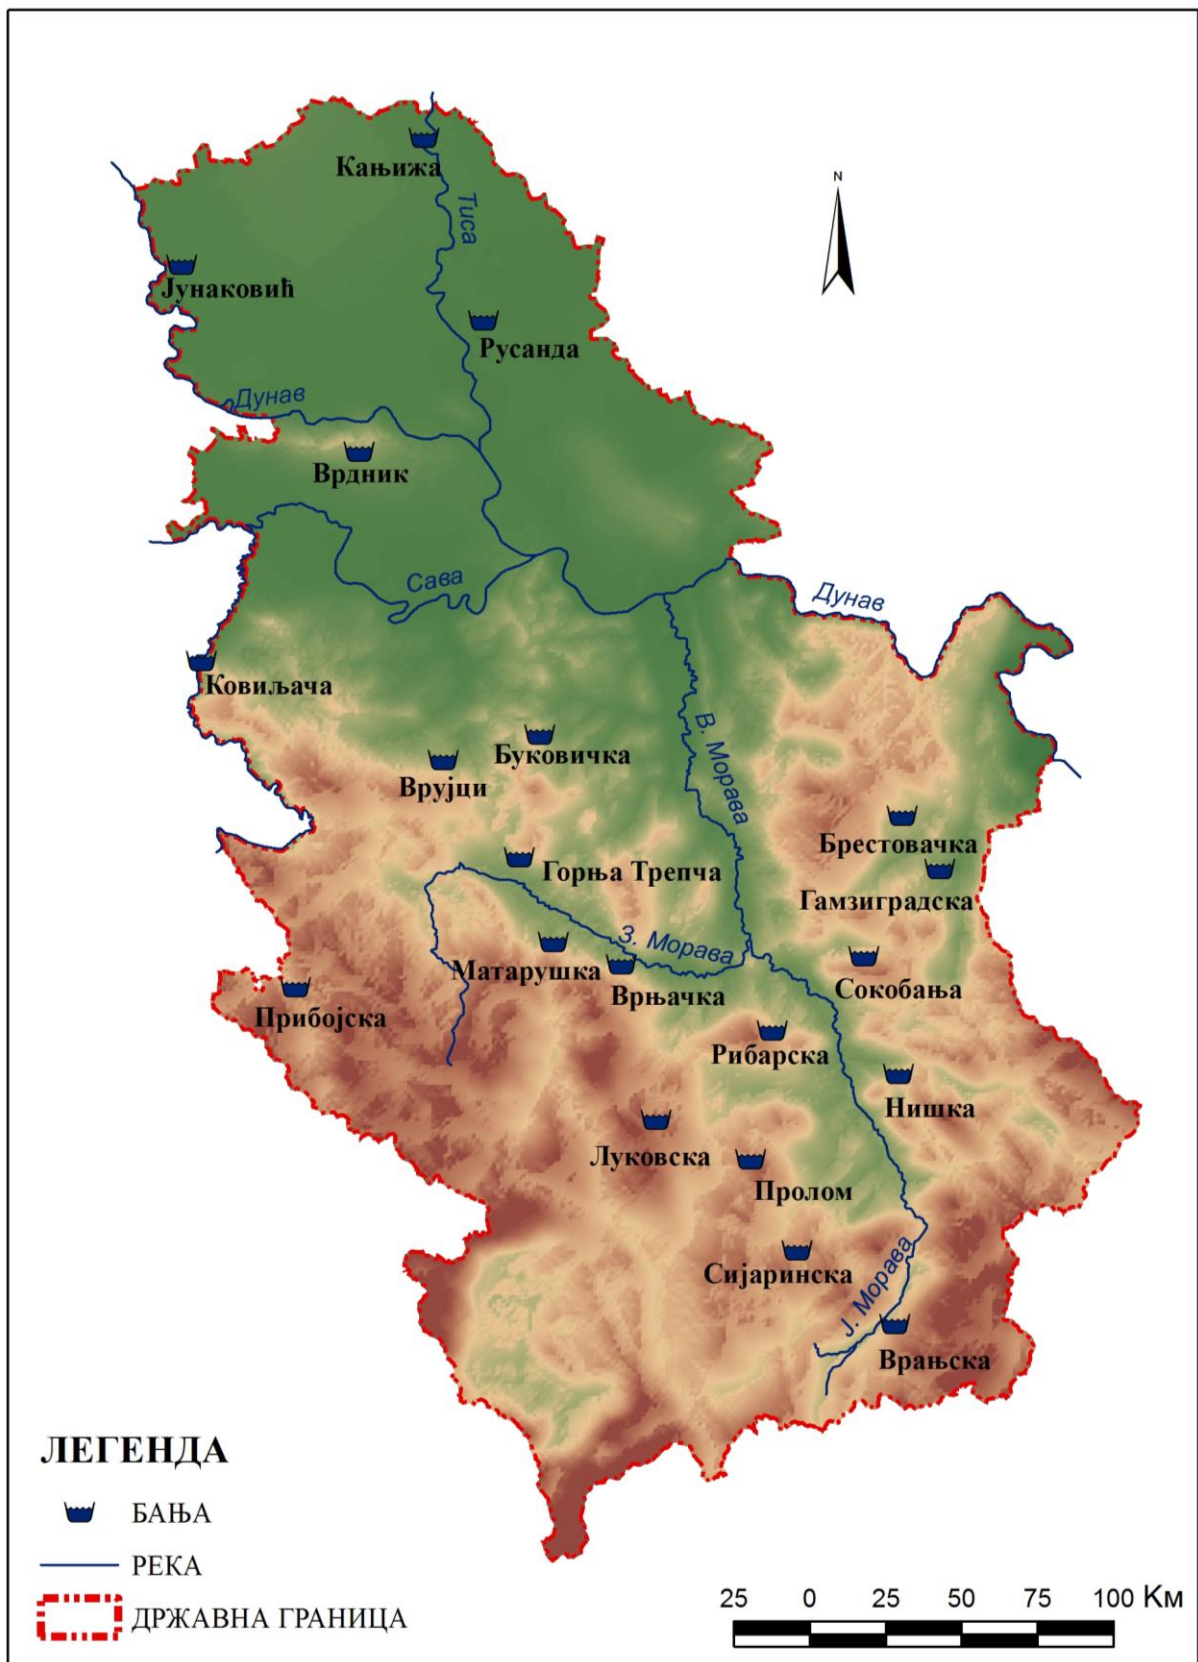 N
Кањижа
Тиса
Јунаковић
Русанда
Дунав
Врдник
Сава
Дунав
Ковиљача
В. Морава
Буковичка
Врујци
Брестовачка
Горња Трепча
Гамзиградска
З. Морава
Матарушка
Врњачка
Сокобања
Прибојска
Рибарска
Нишка
Луковска
Пролом
Сијаринска
Ј. Морава
Врањска
ЛЕГЕНДА
БАЊА
РЕКА
ДРЖАВНА ГРАНИЦА
25 0 25 50 75 100 Км